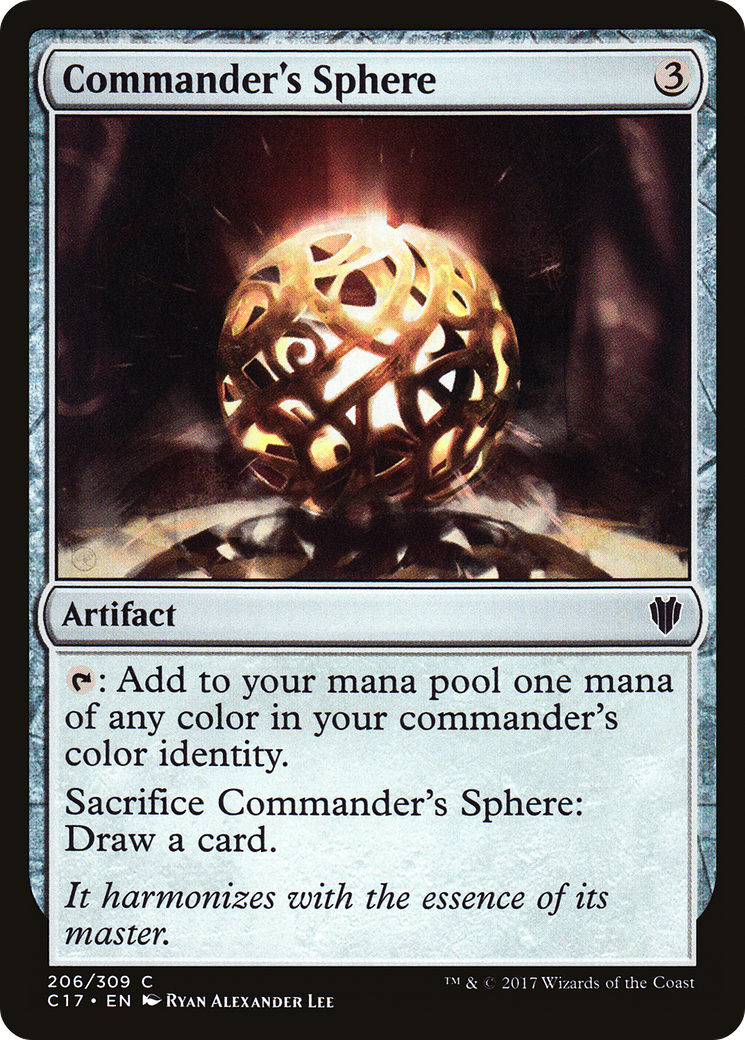 Commander's Sphere 3
Artifact
: Add to your mana pool one mana
of any color in your commander's
color identity.
Sacrifice Commander's Sphere:
Draw a card.
It harmonizes with the essence of its
master.
206/309 C
C17 • EN Ryan Alexander Lee
™ & © 2017 Wizards of the Coast